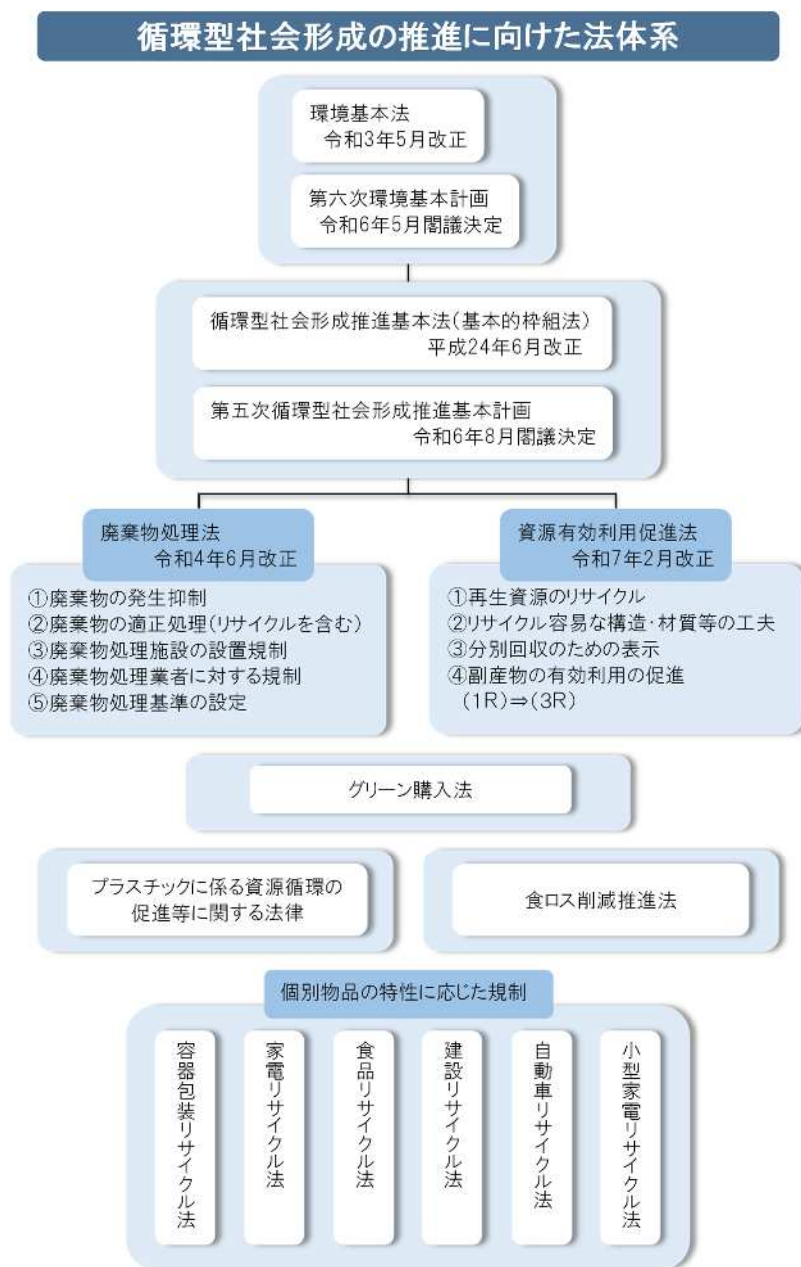 循環型社会形成の推進に向けた法体系
環境基本法
令和3年5月改正
第六次環境基本計画
令和6年5月閣議決定
循環型社会形成推進基本法(基本的枠組法)
平成24年6月改正
第五次循環型社会形成推進基本計画
令和6年8月閣議決定
廃棄物処理法
令和4年6月改正
①廃棄物の発生抑制
②廃棄物の適正処理(リサイクルを含む)
③廃棄物処理施設の設置規制
④廃棄物処理業者に対する規制
⑤廃棄物処理基準の設定
資源有効利用促進法
令和7年2月改正
①再生資源のリサイクル
②リサイクル容易な構造・材質等の工夫
③分別回収のための表示
④副産物の有効利用の促進
(1R)⇒(3R)
グリーン購入法
プラスチックに係る資源循環の
促進等に関する法律
食ロス削減推進法
個別物品の特性に応じた規制
容器包装リサイクル法
家電リサイクル法
食品リサイクル法
建設リサイクル法
自動車リサイクル法
小型家電リサイクル法